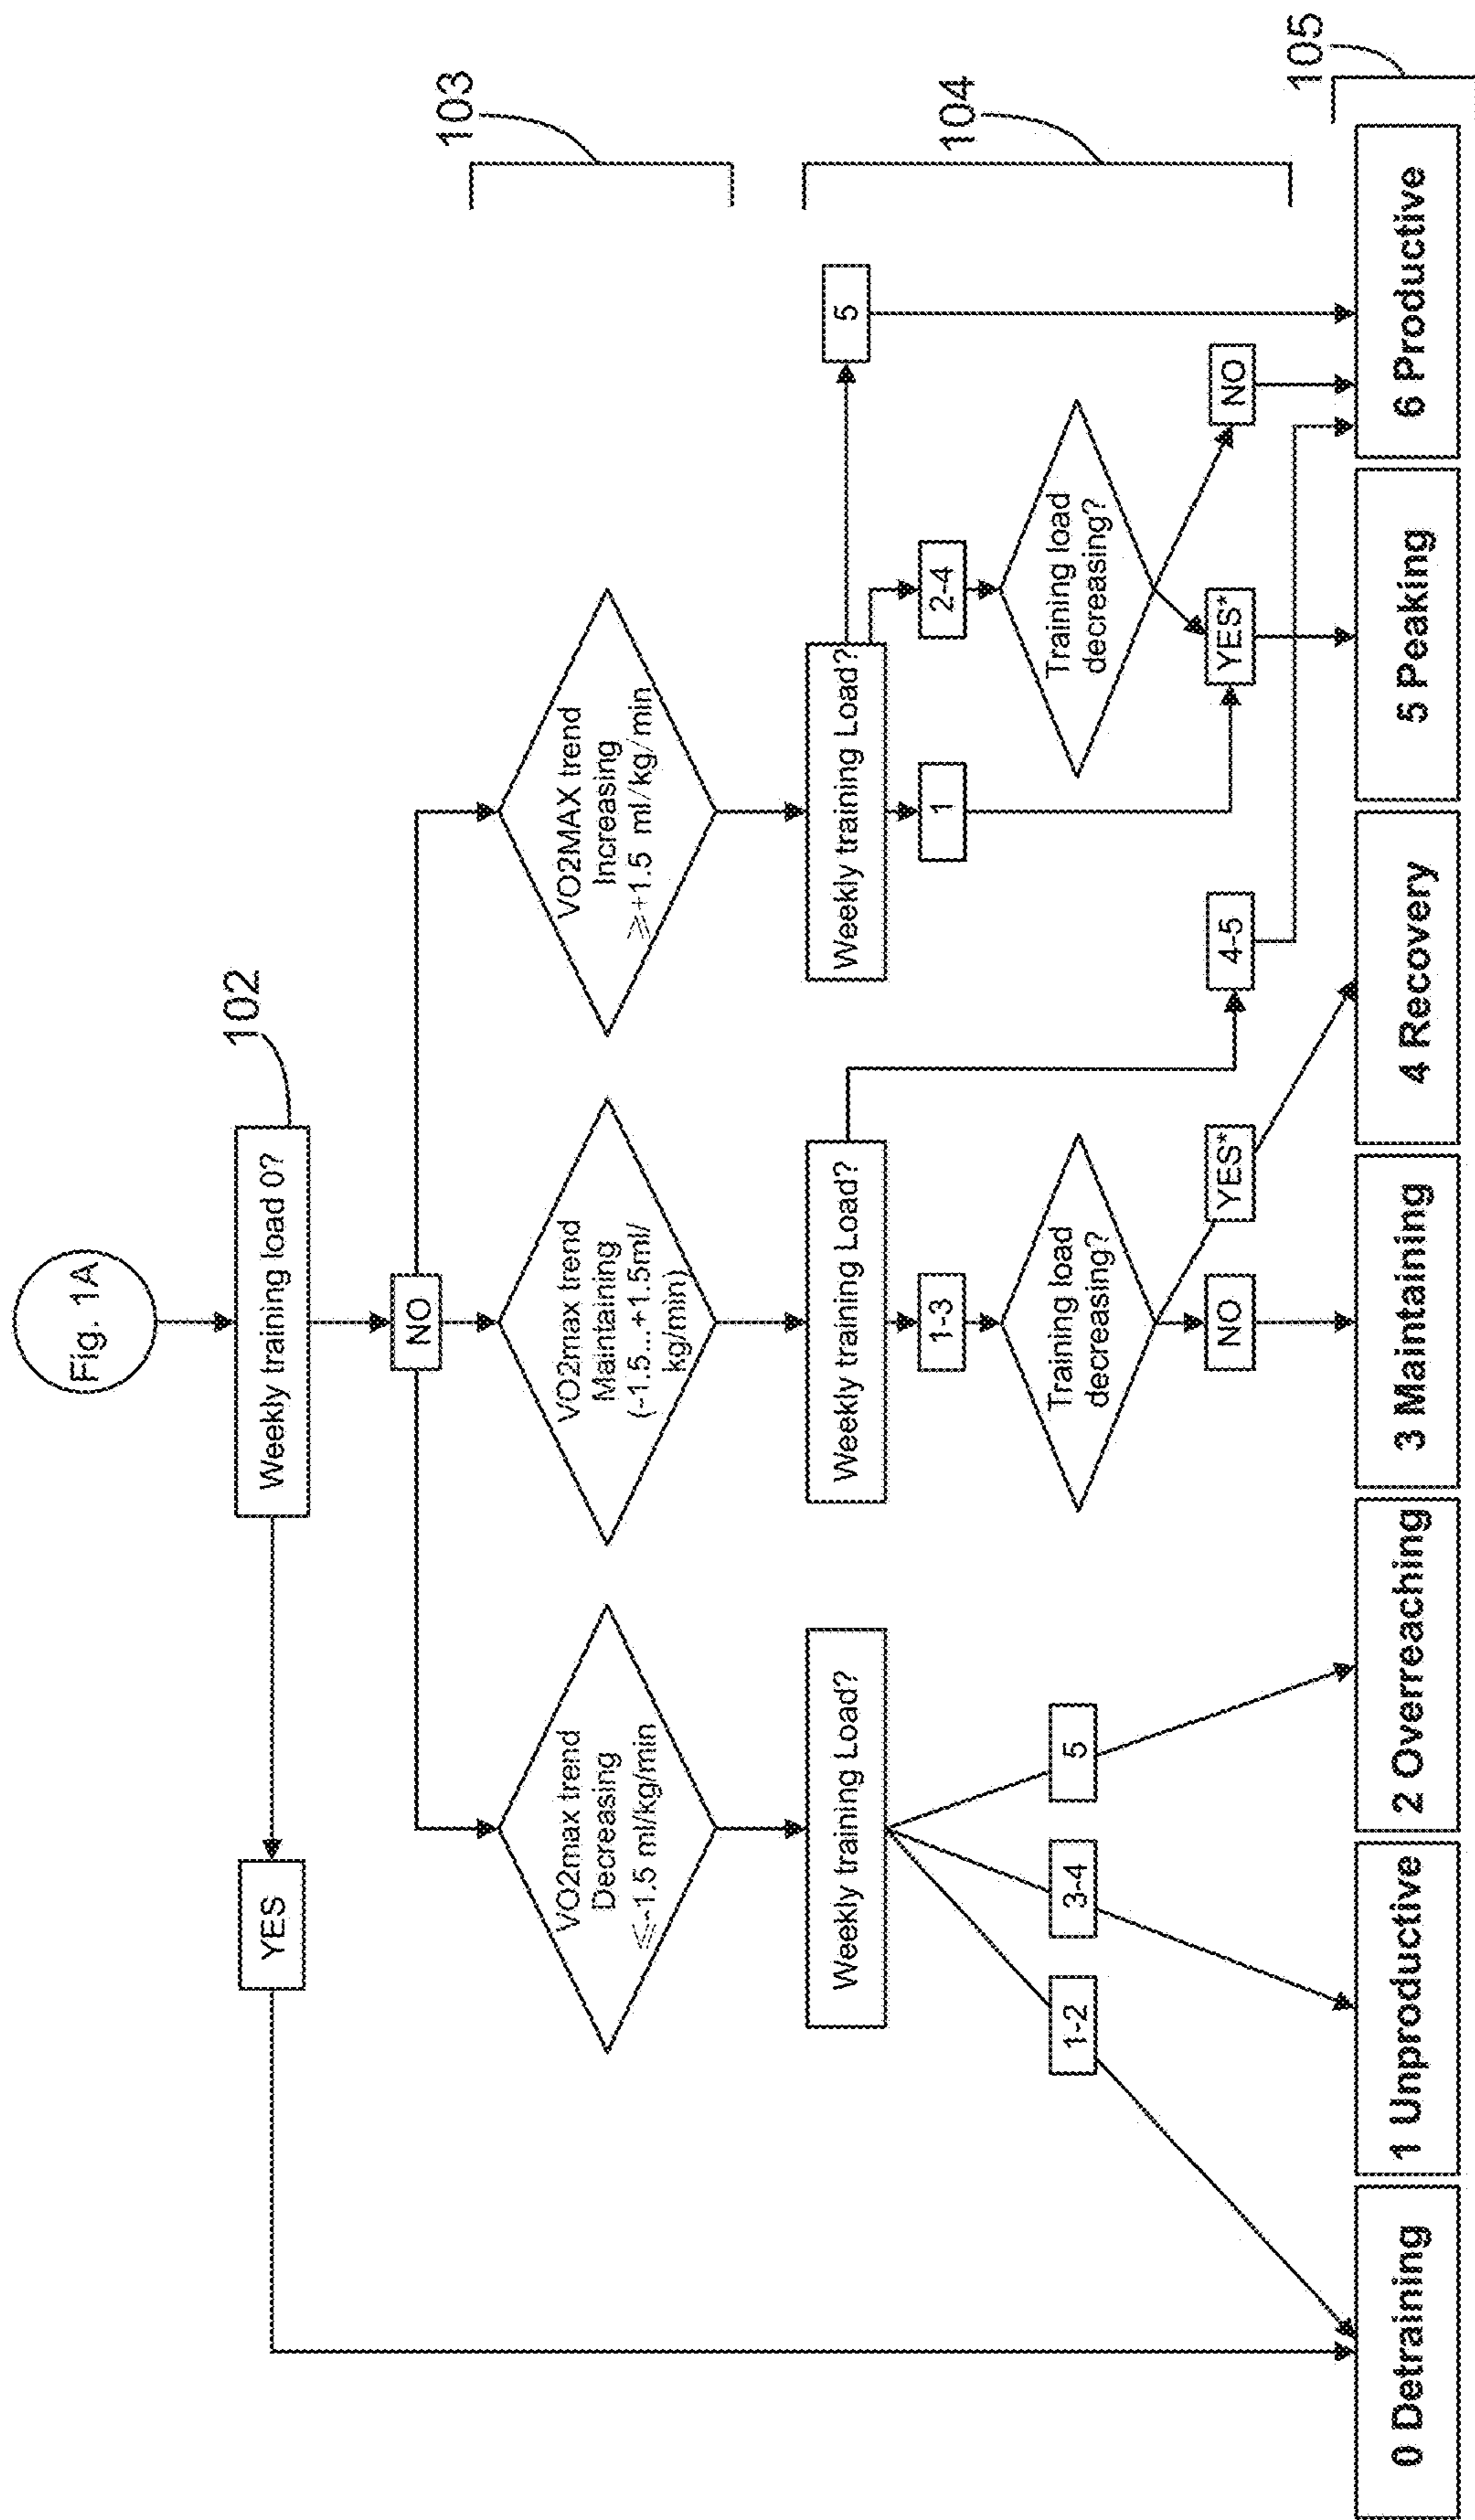 Fig. 1A
Weekly training load 0?
102
YES
NO
103
VO2max trend
Decreasing
⩽-1.5 ml/kg/min
VO2max trend
Maintaining
(-1.5...+1.5ml/
kg/min)
VO2MAX trend
Increasing
⩾+1.5 ml/kg/min
104
Weekly training Load?
Weekly training Load?
Weekly training Load?
5
1-3
1
2-4
1-2
3-4
5
Training load
decreasing?
Training load
decreasing?
NO
YES*
4-5
YES*
NO
105
0 Detraining
1 Unproductive
2 Overreaching
3 Maintaining
4 Recovery
5 Peaking
6 Productive